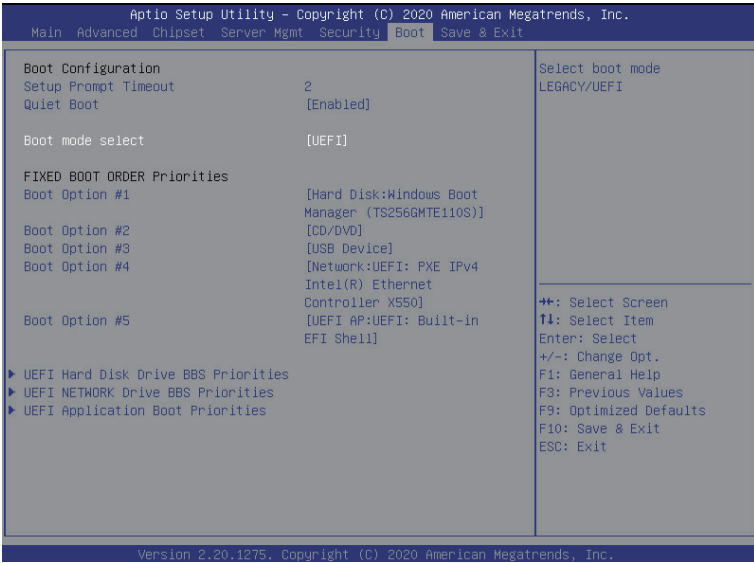 Aptio Setup Utility – Copyright (C) 2020 American Megatrends, Inc.
Main Advanced Chipset Server Mgmt Security Boot Save & Exit
Boot Configuration
Setup Prompt Timeout 2
Quiet Boot [Enabled]
Boot mode select [UEFI]
FIXED BOOT ORDER Priorities
Boot Option #1 [Hard Disk:Windows Boot
Manager (TS256GMTE110S)]
Boot Option #2 [CD/DVD]
Boot Option #3 [USB Device]
Boot Option #4 [Network:UEFI: PXE IPv4
Intel(R) Ethernet
Controller X550]
Boot Option #5 [UEFI AP:UEFI: Built-in
EFI Shell]
UEFI Hard Disk Drive BBS Priorities
UEFI NETWORK Drive BBS Priorities
UEFI Application Boot Priorities
Select boot mode
LEGACY/UEFI
→←: Select Screen
↑↓: Select Item
Enter: Select
+/-: Change Opt.
F1: General Help
F3: Previous Values
F9: Optimized Defaults
F10: Save & Exit
ESC: Exit
Version 2.20.1275. Copyright (C) 2020 American Megatrends, Inc.